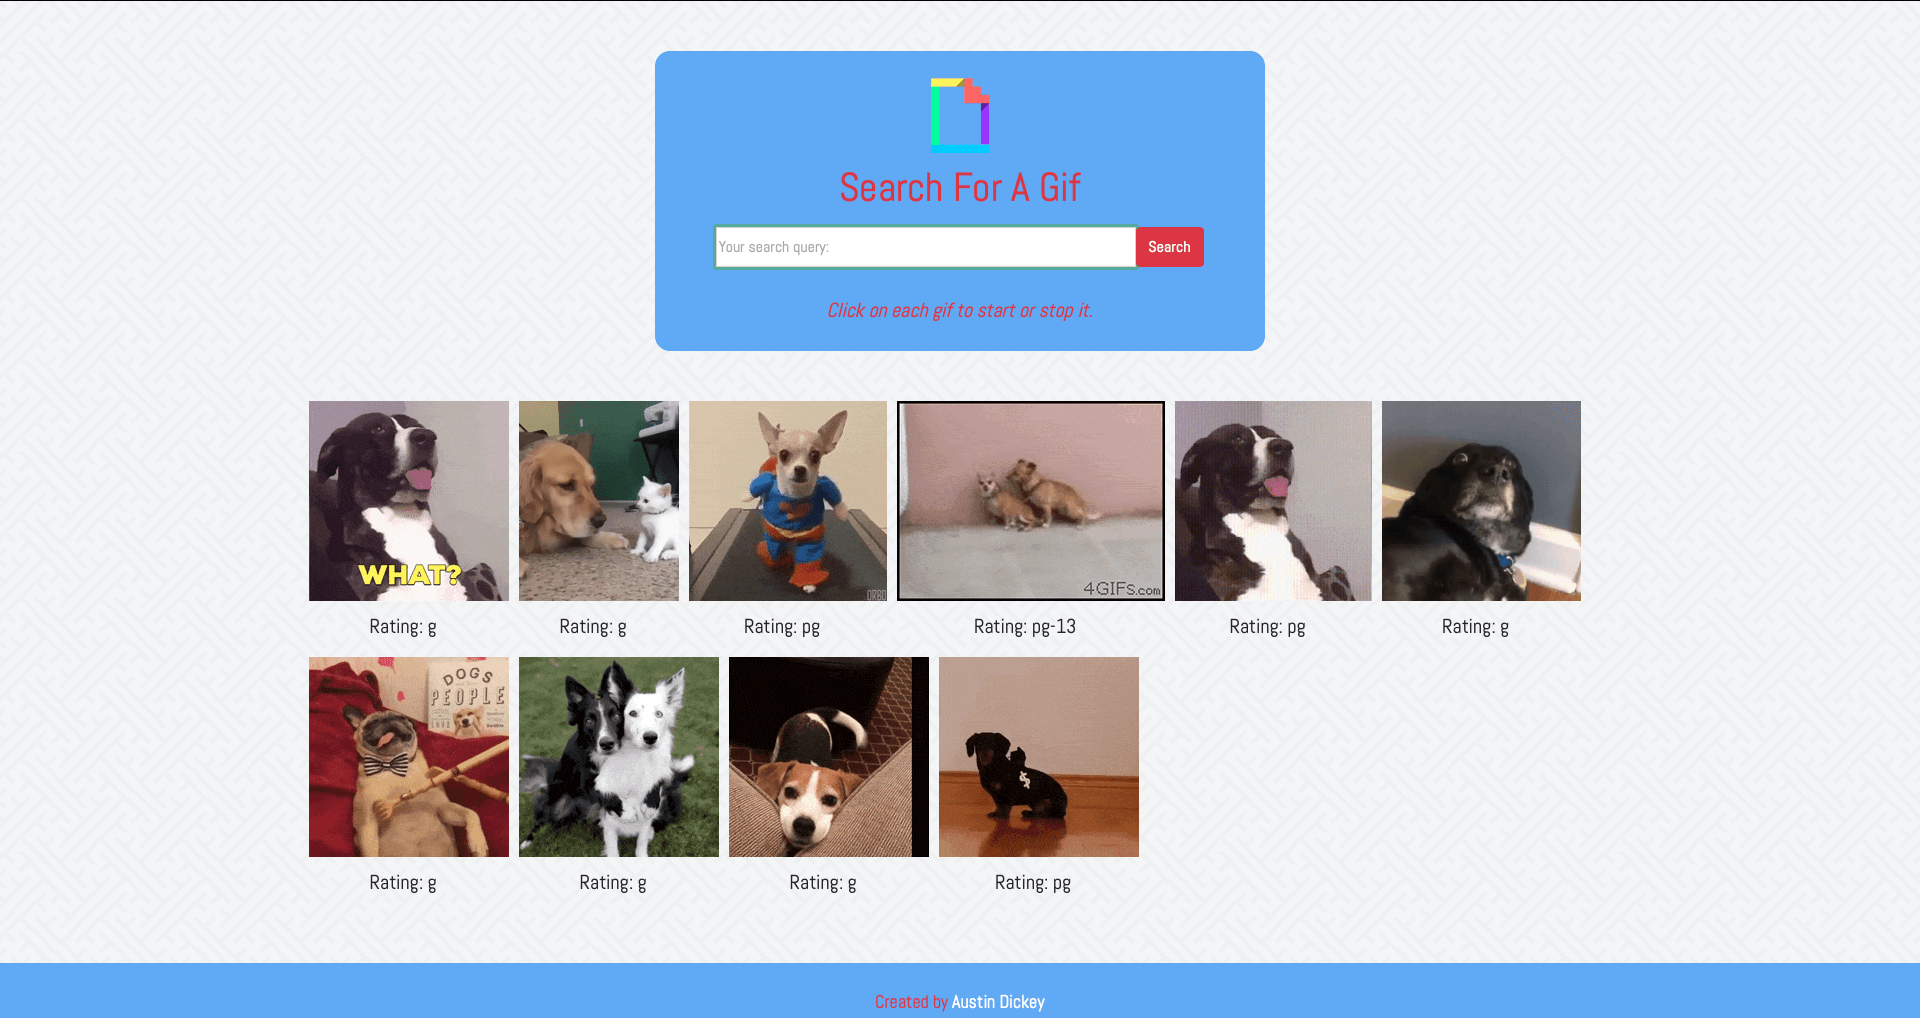 Search For A Gif
Your search query:
Search
Click on each gif to start or stop it.
WHAT?
ORBO
4GIFs.com
Rating: g
Rating: g
Rating: pg
Rating: pg-13
Rating: pg
Rating: g
DOGS
PEOPLE
$
Rating: g
Rating: g
Rating: g
Rating: pg
Created by Austin Dickey